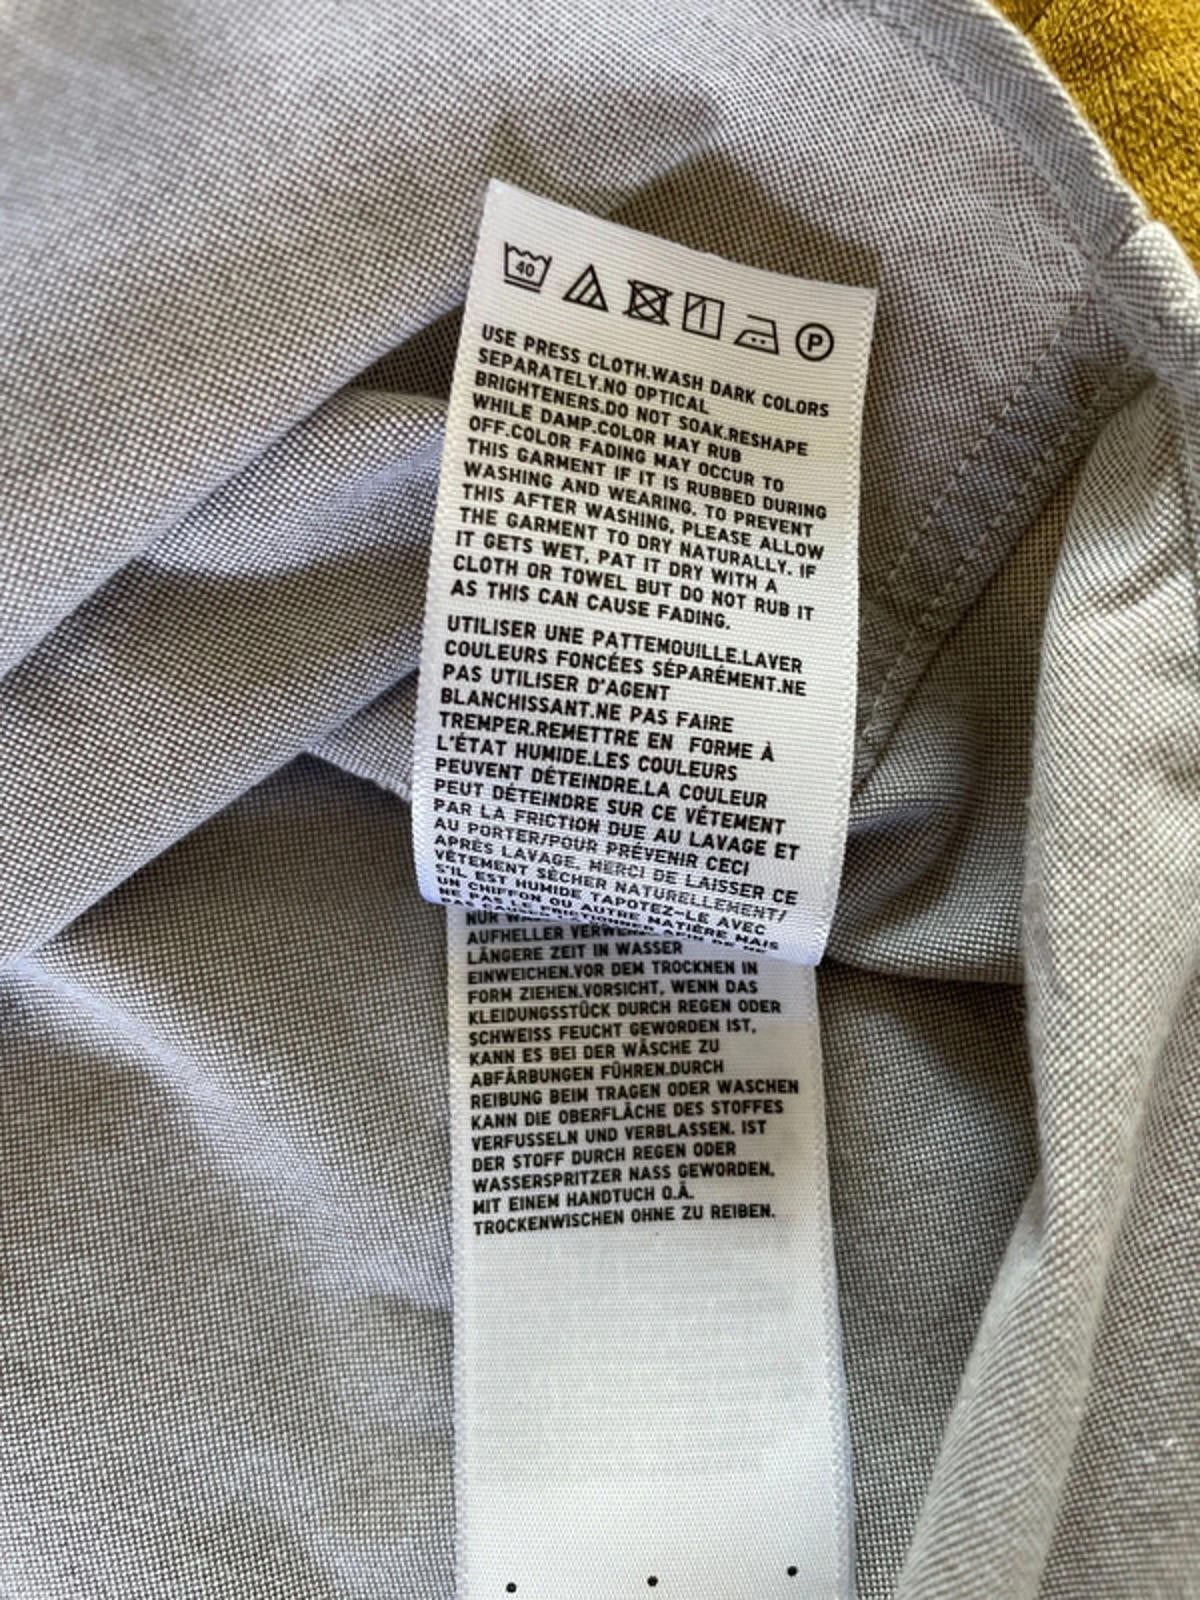 40
P
USE PRESS CLOTH.WASH DARK COLORS
SEPARATELY.NO OPTICAL
BRIGHTENERS.DO NOT SOAK.RESHAPE
WHILE DAMP.COLOR MAY RUB
OFF.COLOR FADING MAY OCCUR TO
THIS GARMENT IF IT IS RUBBED DURING
WASHING AND WEARING. TO PREVENT
THIS AFTER WASHING, PLEASE ALLOW
THE GARMENT TO DRY NATURALLY. IF
IT GETS WET, PAT IT DRY WITH A
CLOTH OR TOWEL BUT DO NOT RUB IT
AS THIS CAN CAUSE FADING.
UTILISER UNE PATTEMOUILLE.LAVER
COULEURS FONCÉES SÉPARÉMENT.NE
PAS UTILISER D'AGENT
BLANCHISSANT.NE PAS FAIRE
TREMPER.REMETTRE EN FORME À
L'ÉTAT HUMIDE.LES COULEURS
PEUVENT DÉTEINDRE.LA COULEUR
PEUT DÉTEINDRE SUR CE VÊTEMENT
PAR LA FRICTION DUE AU LAVAGE ET
AU PORTER/POUR PRÉVENIR CECI
APRÈS LAVAGE, MERCI DE LAISSER CE
VÊTEMENT SÉCHER NATURELLEMENT/
S'IL EST HUMIDE TAPOTEZ-LE AVEC
UN CHIFFON OU AUTRE MATIÈRE MAIS
NE PAS LE FRICTIONNER AFIN DE NE
PAS
NUR
AUFHELLER
LÄNGERE ZEIT IN WASSER
EINWEICHEN.VOR DEM TROCKNEN IN
FORM ZIEHEN.VORSICHT, WENN DAS
KLEIDUNGSSTÜCK DURCH REGEN ODER
SCHWEISS FEUCHT GEWORDEN IST,
KANN ES BEI DER WÄSCHE ZU
ABFÄRBUNGEN FÜHREN.DURCH
REIBUNG BEIM TRAGEN ODER WASCHEN
KANN DIE OBERFLÄCHE DES STOFFES
VERFUSSELN UND VERBLASSEN. IST
DER STOFF DURCH REGEN ODER
WASSERSPRITZER NASS GEWORDEN,
MIT EINEM HANDTUCH O.Ä.
TROCKENWISCHEN OHNE ZU REIBEN.